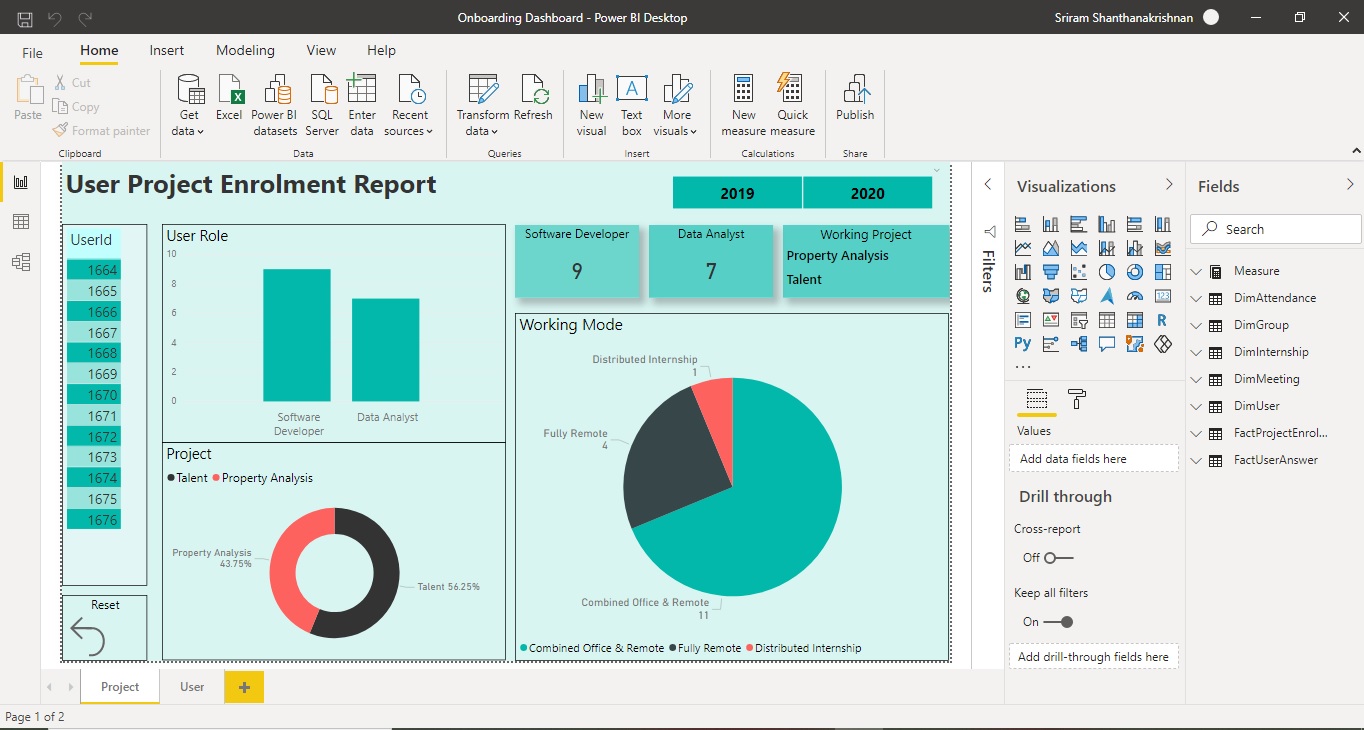 Onboarding Dashboard - Power BI Desktop
Sriram Shanthanakrishnan
File
Home
Insert
Modeling
View
Help
Paste
Cut
Copy
Format painter
Clipboard
Get data
Excel
Power BI datasets
SQL Server
Enter data
Recent sources
Data
Transform data
Refresh
Queries
New visual
Text box
More visuals
Insert
New measure
Quick measure
Calculations
Publish
Share
User Project Enrolment Report
2019
2020
UserId
1664
1665
1666
1667
1668
1669
1670
1671
1672
1673
1674
1675
1676
Reset
User Role
10
8
6
4
2
0
Software
Developer
Data Analyst
Project
Talent
Property Analysis
Property Analysis
43.75%
Talent 56.25%
Software Developer
9
Data Analyst
7
Working Project
Property Analysis
Talent
Working Mode
Distributed Internship
1
Fully Remote
4
Combined Office & Remote
11
Combined Office & Remote
Fully Remote
Distributed Internship
Filters
Visualizations
123
R
Py
...
Values
Add data fields here
Drill through
Cross-report
Off
Keep all filters
On
Add drill-through fields here
Fields
Search
Measure
DimAttendance
DimGroup
DimInternship
DimMeeting
DimUser
FactProjectEnrol...
FactUserAnswer
Project
User
Page 1 of 2